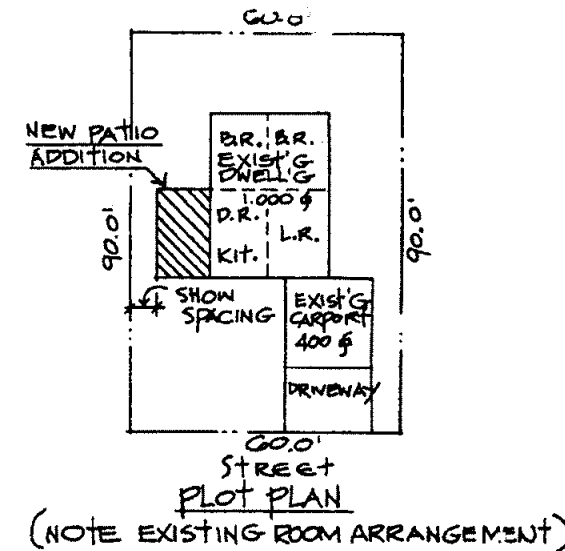 60.0'
NEW PATIO
ADDITION
B.R. B.R.
EXIST'G
DWELL'G
1.000 ⌀
D.R.
L.R.
KIT.
90.0'
90.0'
SHOW
SPACING
EXIST'G
CARPORT
400 ⌀
DRIVEWAY
60.0'
STREET
PLOT PLAN
(NOTE EXISTING ROOM ARRANGEMENT)